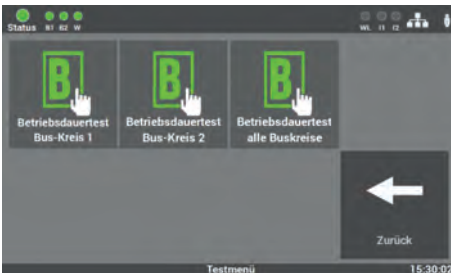 Status B1 B2 W WL I1 I2
B B B
Betriebsdauertest Betriebsdauertest Betriebsdauertest
Bus-Kreis 1 Bus-Kreis 2 alle Buskreise
Zurück
Testmenü 15:30:02